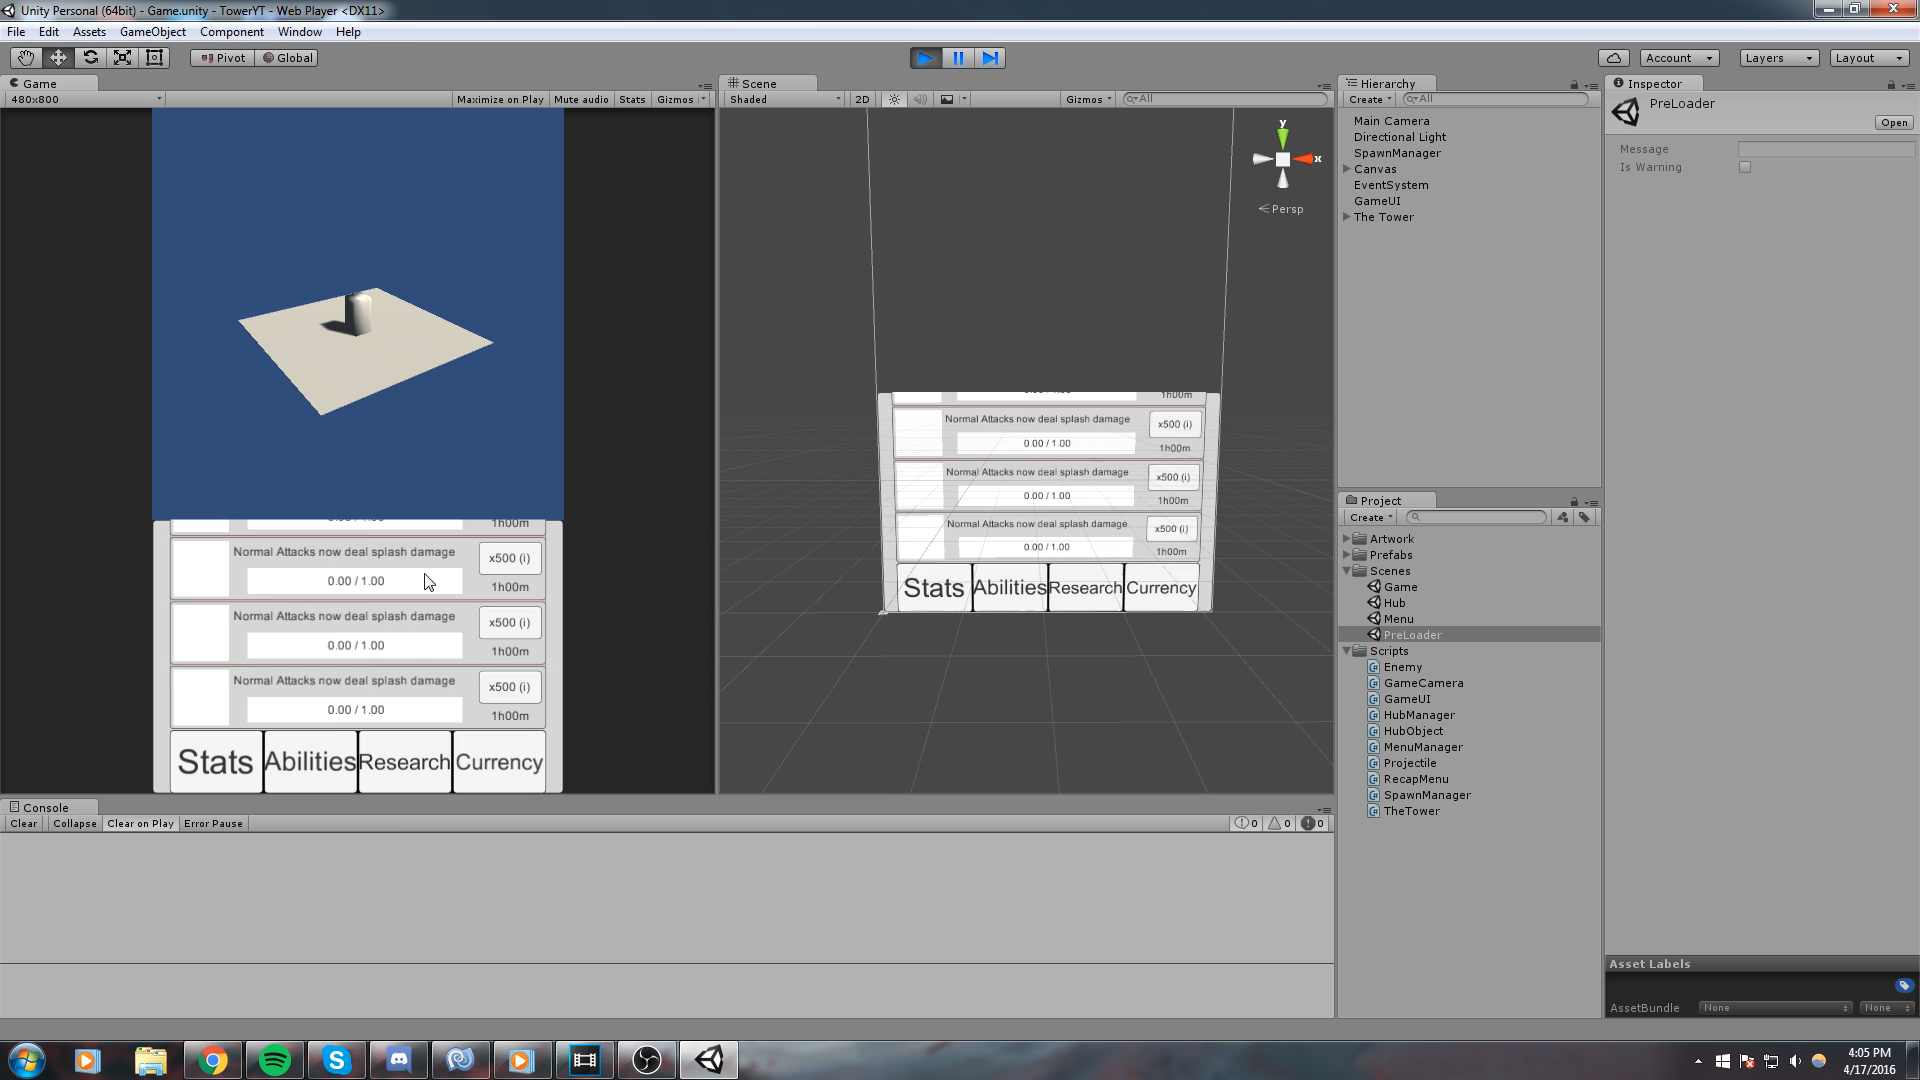 Unity Personal (64bit) - Game.unity - TowerYT - Web Player <DX11>
File Edit Assets GameObject Component Window Help
Pivot Global Account Layers Layout
Game
480x800 Maximize on Play Mute audio Stats Gizmos
1h00m
Normal Attacks now deal splash damage x500 (i)
0.00 / 1.00 1h00m
Normal Attacks now deal splash damage x500 (i)
0.00 / 1.00 1h00m
Normal Attacks now deal splash damage x500 (i)
0.00 / 1.00 1h00m
Stats Abilities Research Currency
Scene
Shaded 2D Gizmos All
y
x
Persp
1h00m
Normal Attacks now deal splash damage x500 (i)
0.00 / 1.00 1h00m
Normal Attacks now deal splash damage x500 (i)
0.00 / 1.00 1h00m
Normal Attacks now deal splash damage x500 (i)
0.00 / 1.00 1h00m
Stats Abilities Research Currency
Hierarchy
Create All
Main Camera
Directional Light
SpawnManager
Canvas
EventSystem
GameUI
The Tower
Project
Create
Artwork
Prefabs
Scenes
Game
Hub
Menu
PreLoader
Scripts
Enemy
GameCamera
GameUI
HubManager
HubObject
MenuManager
Projectile
RecapMenu
SpawnManager
TheTower
Inspector
PreLoader
Open
Message
Is Warning
Asset Labels
AssetBundle None None
Console
Clear Collapse Clear on Play Error Pause 0 0 0
4:05 PM
4/17/2016